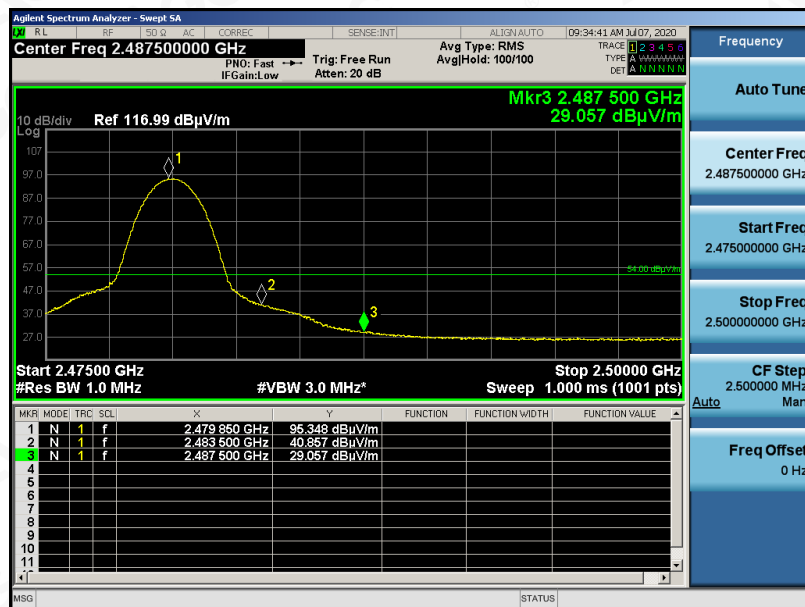 Agilent Spectrum Analyzer - Swept SA
LXI RL RF 50 Ω AC CORREC SENSE:INT ALIGN AUTO 09:34:41 AM Jul 07, 2020
Center Freq 2.487500000 GHz
PNO: Fast
IFGain:Low
Trig: Free Run
Atten: 20 dB
Avg Type: RMS
Avg|Hold: 100/100
TRACE 1 2 3 4 5 6
TYPE A WWWWW
DET A N N N N N
Mkr3 2.487 500 GHz
29.057 dBµV/m
10 dB/div Ref 116.99 dBµV/m
Log
107
97.0
87.0
77.0
67.0
57.0
47.0
37.0
27.0
1
2
3
54.00 dBµV/m
Start 2.47500 GHz Stop 2.50000 GHz
#Res BW 1.0 MHz #VBW 3.0 MHz* Sweep 1.000 ms (1001 pts)
MKR MODE TRC SCL X Y FUNCTION FUNCTION WIDTH FUNCTION VALUE
1 N 1 f 2.479 850 GHz 95.348 dBµV/m
2 N 1 f 2.483 500 GHz 40.857 dBµV/m
3 N 1 f 2.487 500 GHz 29.057 dBµV/m
4
5
6
7
8
9
10
11
MSG STATUS
Frequency
Auto Tune
Center Freq
2.487500000 GHz
Start Freq
2.475000000 GHz
Stop Freq
2.500000000 GHz
CF Step
2.500000 MHz
Auto Man
Freq Offset
0 Hz